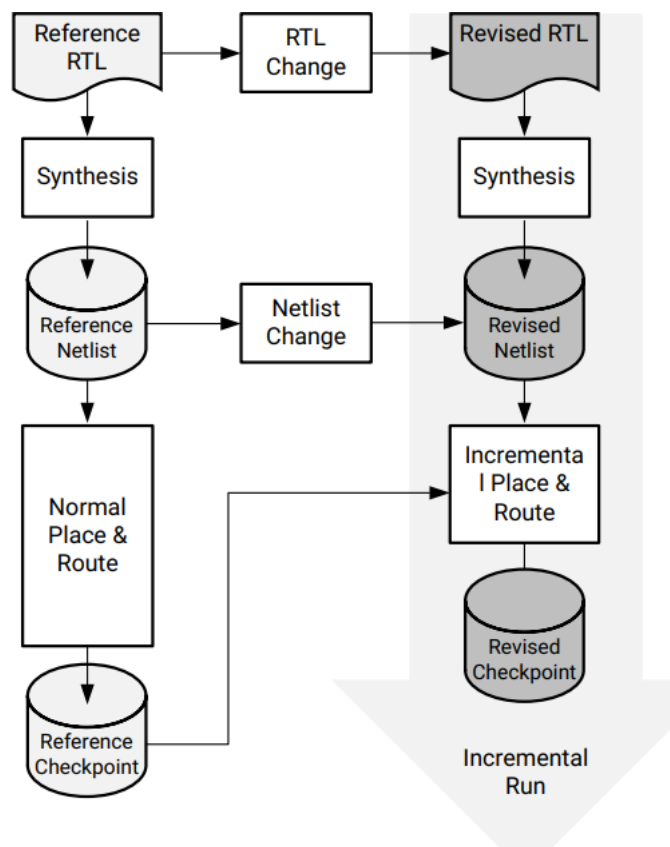 Reference
RTL
RTL
Change
Revised RTL
Synthesis
Synthesis
Reference
Netlist
Netlist
Change
Revised
Netlist
Normal
Place &
Route
Incrementa
l Place &
Route
Revised
Checkpoint
Reference
Checkpoint
Incremental
Run